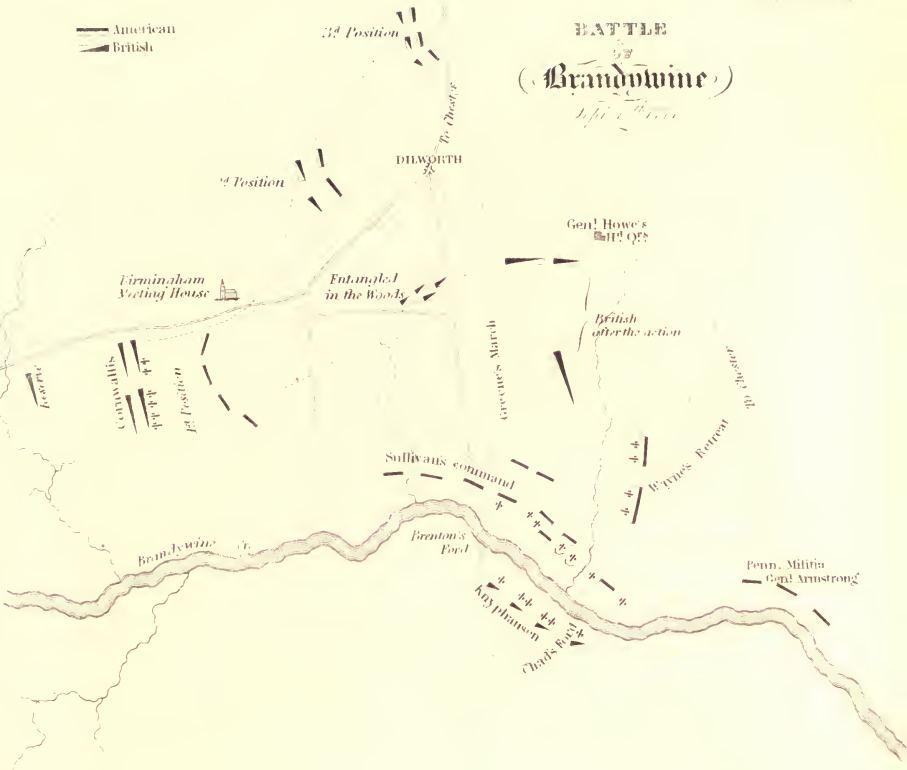 American
British
3d Position
BATTLE
OF
Brandywine
Sept.
To Chester
DILWORTH
d Position
Genl. Howe's
Hd. Qrs
Birmingham
Meeting House
Entangled
in the Woods
British
after the action
Greene's March
Reserve
Cornwallis
1st Position
To Chester
Wayne's Retreat
Sullivan's command
Brandywine Cr.
Brenton's
Ford
Knyphausen
Chad's Ford
Penn. Militia
Genl. Armstrong